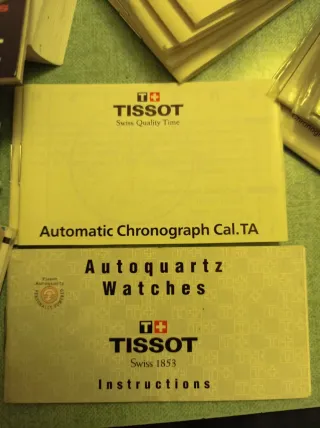 T+
TISSOT
Swiss Quality Time
Automatic Chronograph Cal.TA
Autoquartz
Watches
T+
TISSOT
Swiss 1853
Instructions